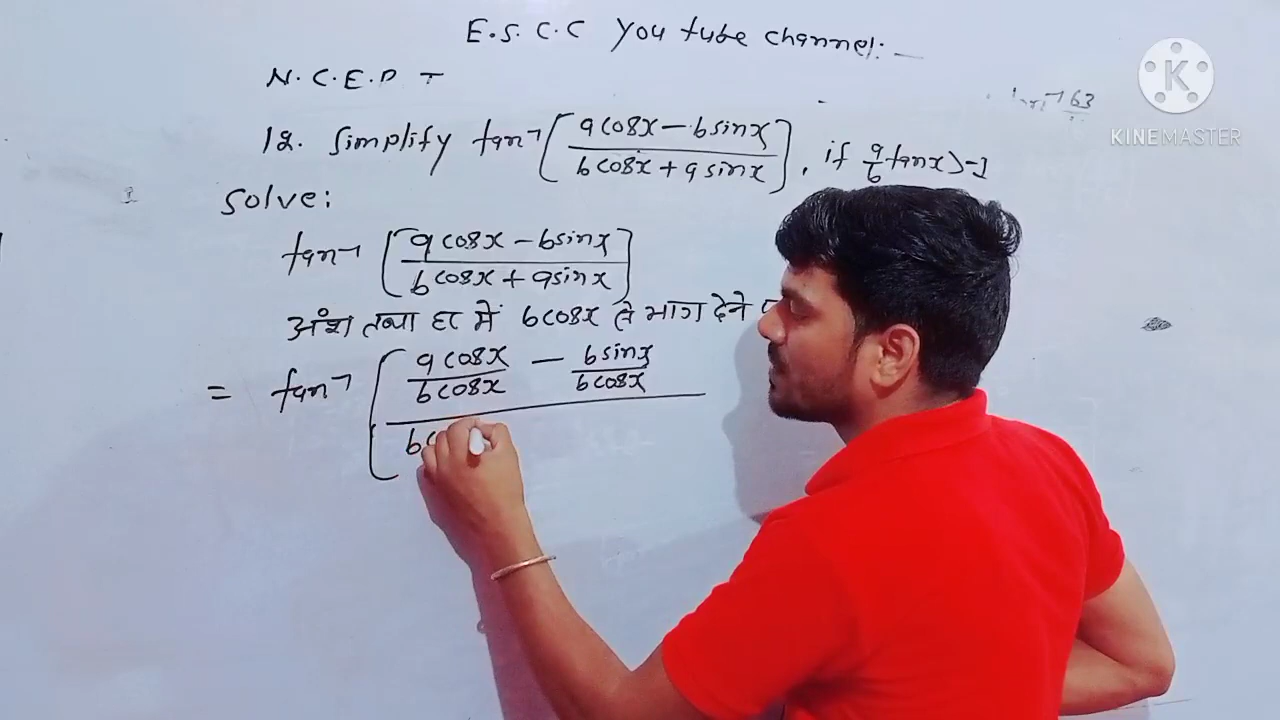 E.S. C.C You tube channel:-
N.C.E.R T
12. Simplify tan⁻¹ [ (a cosx - b sinx) / (b cosx + a sinx) ], if a/b tanx > -1
Solve:
tan⁻¹ [ (a cosx - b sinx) / (b cosx + a sinx) ]
अंश तथा हर में b cosx से भाग देने
= tan⁻¹ [ a cosx / b cosx - b sinx / b cosx
b
63
K
KINEMASTER